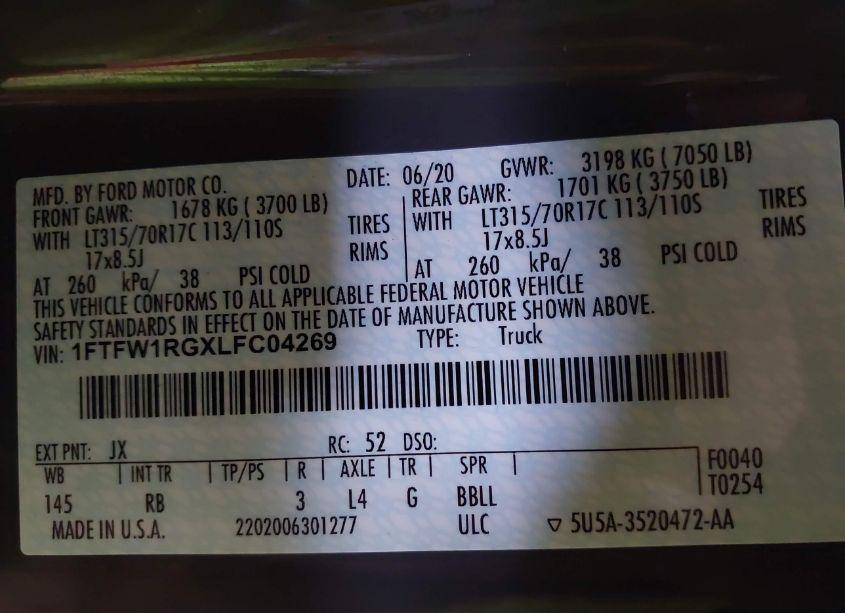 MFD. BY FORD MOTOR CO. DATE: 06/20 GVWR: 3198 KG ( 7050 LB)
FRONT GAWR: 1678 KG ( 3700 LB) REAR GAWR: 1701 KG ( 3750 LB)
WITH LT315/70R17C 113/110S TIRES WITH LT315/70R17C 113/110S TIRES
17x8.5J RIMS 17x8.5J RIMS
AT 260 kPa/ 38 PSI COLD AT 260 kPa/ 38 PSI COLD
THIS VEHICLE CONFORMS TO ALL APPLICABLE FEDERAL MOTOR VEHICLE
SAFETY STANDARDS IN EFFECT ON THE DATE OF MANUFACTURE SHOWN ABOVE.
VIN: 1FTFW1RGXLFC04269 TYPE: Truck
EXT PNT: JX RC: 52 DSO:
WB INT TR TP/PS R AXLE TR SPR F0040
145 RB 3 L4 G BBLL T0254
MADE IN U.S.A. 2202006301277 ULC ▽ 5U5A-3520472-AA